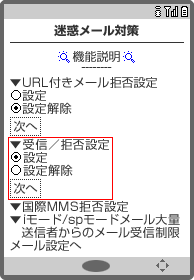 迷惑メール対策
機能説明
▼URL付きメール拒否設定
○設定
◉設定解除
次へ
▼受信／拒否設定
◉設定
○設定解除
次へ
▼国際MMS拒否設定
▼iモード/spモードメール大量
送信者からのメール受信制限
メール設定へ